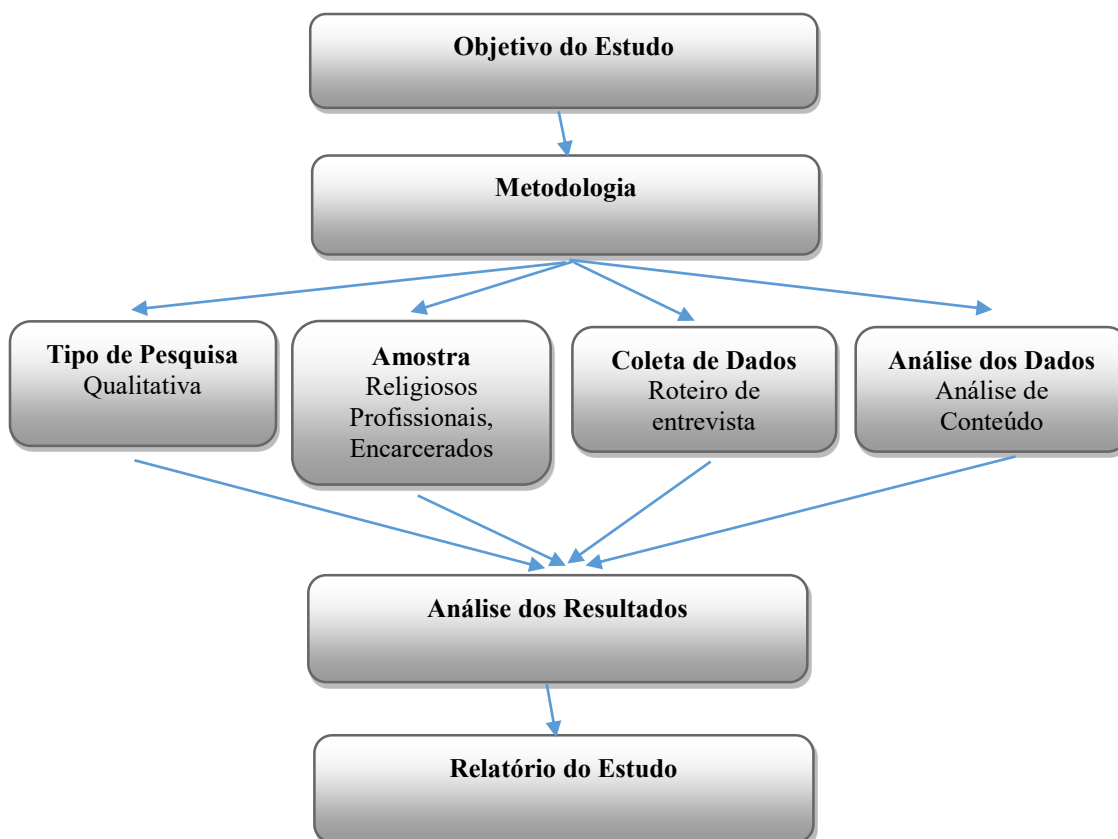 Objetivo do Estudo
Metodologia
Tipo de Pesquisa
Qualitativa
Amostra
Religiosos
Profissionais,
Encarcerados
Coleta de Dados
Roteiro de
entrevista
Análise dos Dados
Análise de
Conteúdo
Análise dos Resultados
Relatório do Estudo